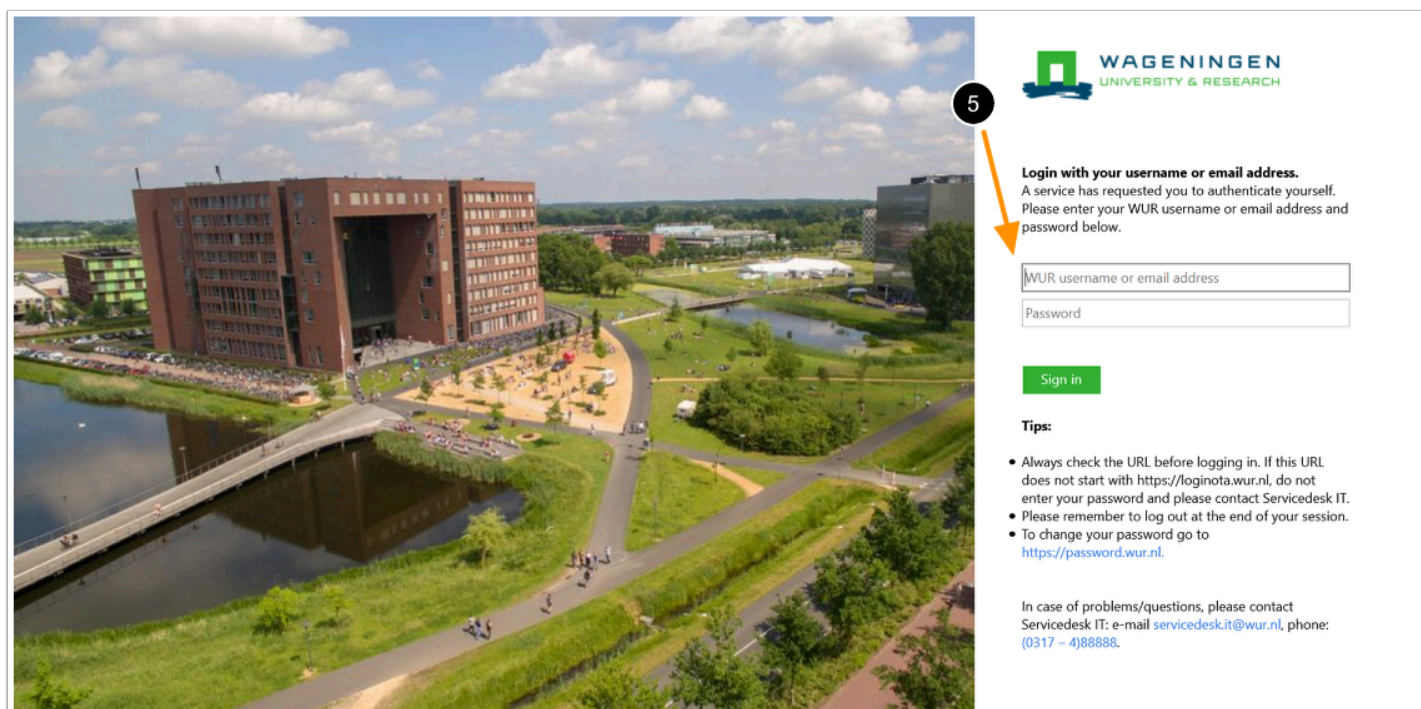 5
WAGENINGEN
UNIVERSITY & RESEARCH
Login with your username or email address.
A service has requested you to authenticate yourself.
Please enter your WUR username or email address and
password below.
WUR username or email address
Password
Sign in
Tips:
• Always check the URL before logging in. If this URL
does not start with https://loginota.wur.nl, do not
enter your password and please contact Servicedesk IT.
• Please remember to log out at the end of your session.
• To change your password go to
https://password.wur.nl.
In case of problems/questions, please contact
Servicedesk IT: e-mail servicedesk.it@wur.nl, phone:
(0317 – 4)88888.